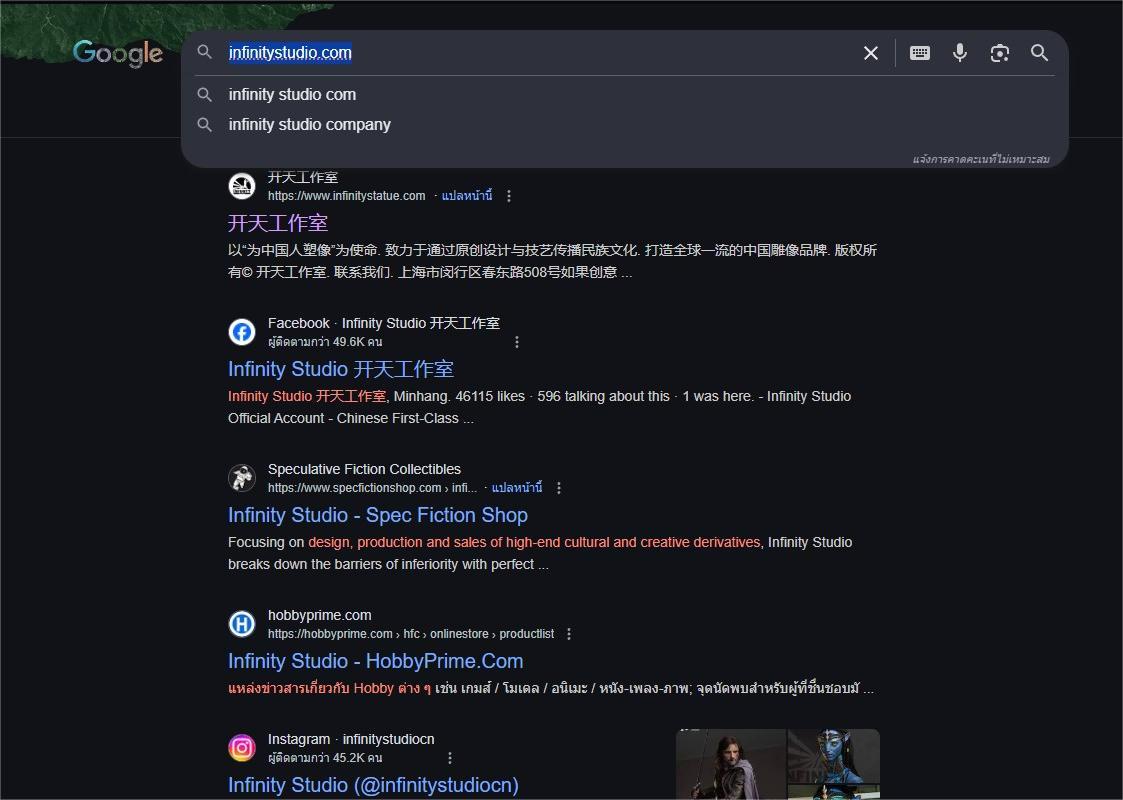 Google
infinitystudio.com
infinity studio com
infinity studio company
แจ้งการคาดคะเนที่ไม่เหมาะสม
开天工作室
https://www.infinitystatue.com · แปลหน้านี้
开天工作室
以“为中国人塑像”为使命. 致力于通过原创设计与技艺传播民族文化. 打造全球一流的中国雕像品牌. 版权所
有© 开天工作室. 联系我们. 上海市闵行区春东路508号如果创意 ...
Facebook · Infinity Studio 开天工作室
ผู้ติดตามกว่า 49.6K คน
Infinity Studio 开天工作室
Infinity Studio 开天工作室, Minhang. 46115 likes · 596 talking about this · 1 was here. - Infinity Studio
Official Account - Chinese First-Class ...
Speculative Fiction Collectibles
https://www.specfictionshop.com › infi... · แปลหน้านี้
Infinity Studio - Spec Fiction Shop
Focusing on design, production and sales of high-end cultural and creative derivatives, Infinity Studio
breaks down the barriers of inferiority with perfect ...
hobbyprime.com
https://hobbyprime.com › hfc › onlinestore › productlist
Infinity Studio - HobbyPrime.Com
แหล่งข่าวสารเกี่ยวกับ Hobby ต่าง ๆ เช่น เกมส์ / โมเดล / อนิเมะ / หนัง-เพลง-ภาพ; จุดนัดพบสำหรับผู้ที่ชื่นชอบมั ...
Instagram · infinitystudiocn
ผู้ติดตามกว่า 45.2K คน
Infinity Studio (@infinitystudiocn)